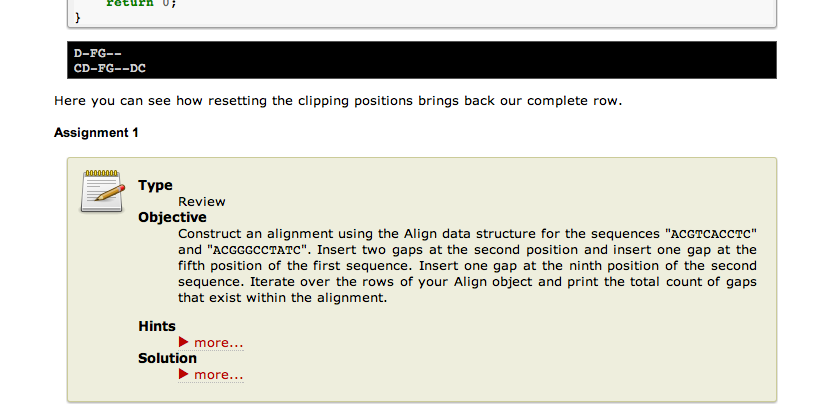 return 0;
}
D-FG--
CD-FG--DC
Here you can see how resetting the clipping positions brings back our complete row.
Assignment 1
Type
Review
Objective
Construct an alignment using the Align data structure for the sequences "ACGTCACCTC"
and "ACGGGCCTATC". Insert two gaps at the second position and insert one gap at the
fifth position of the first sequence. Insert one gap at the ninth position of the second
sequence. Iterate over the rows of your Align object and print the total count of gaps
that exist within the alignment.
Hints
▶ more...
Solution
▶ more...